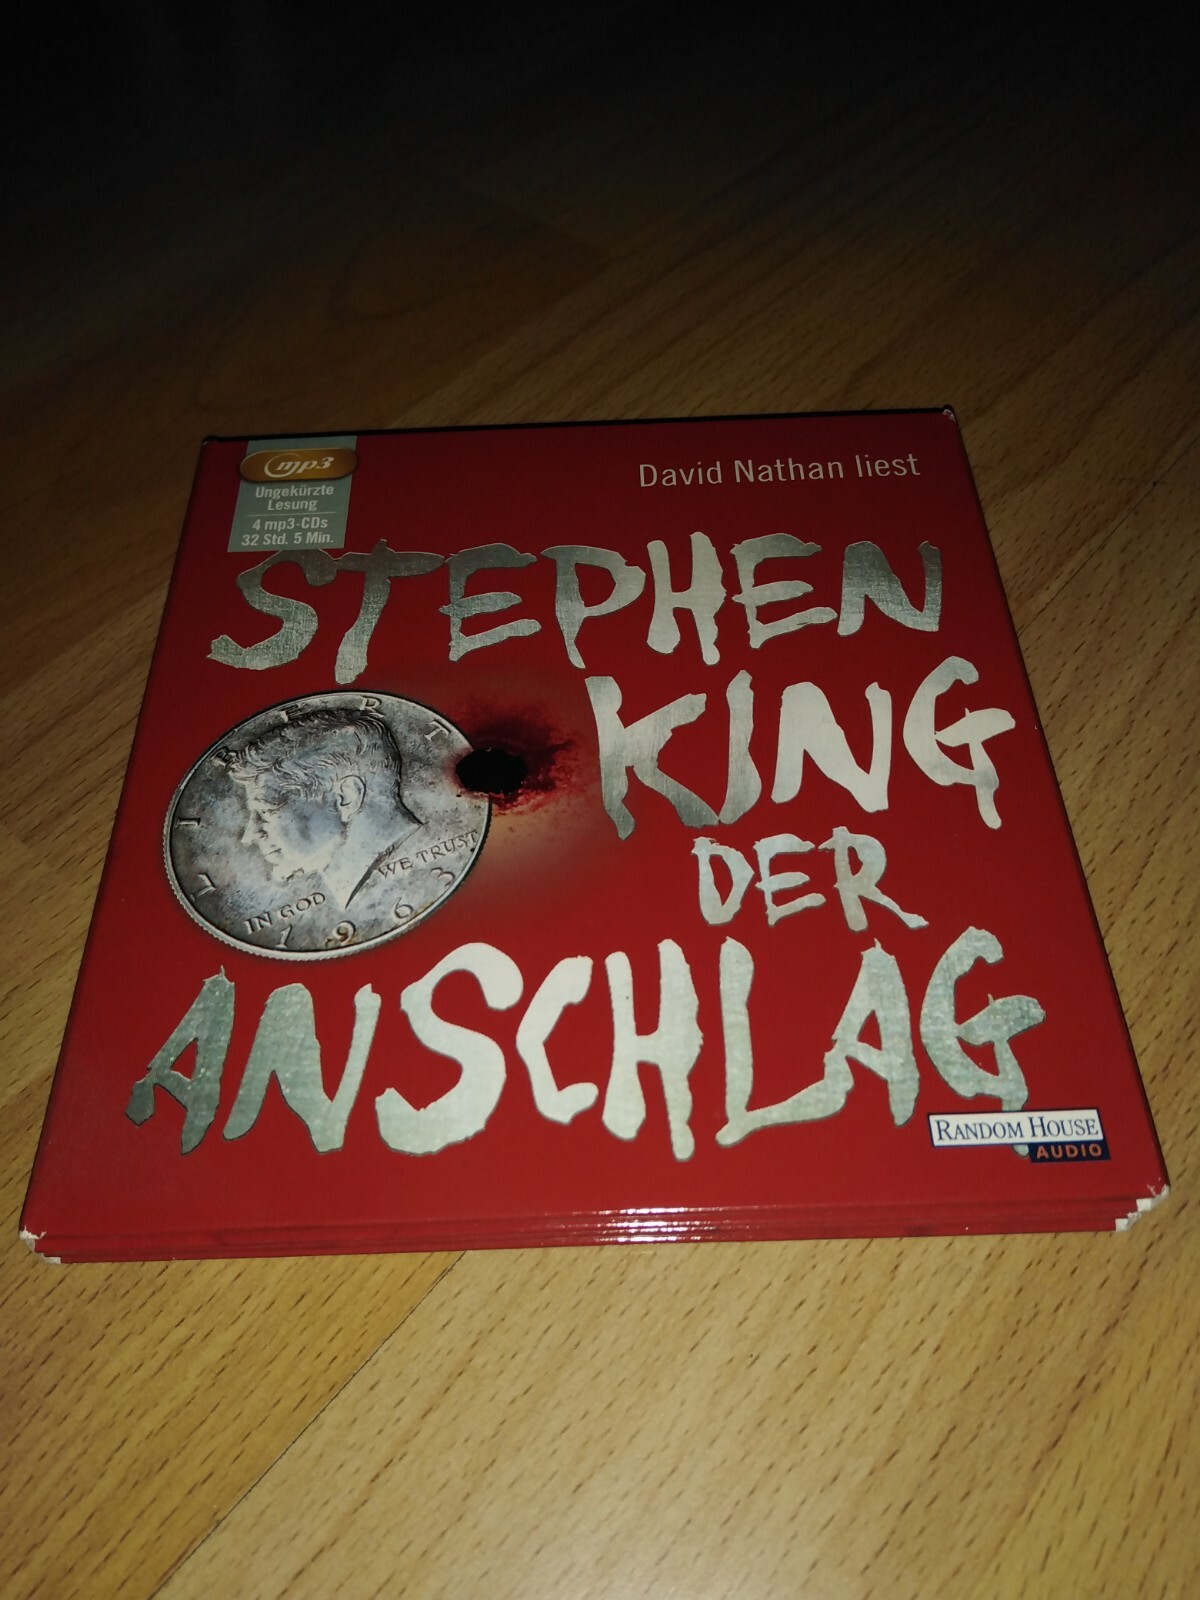 mp3
Ungekürzte
Lesung
4 mp3-CDs
32 Std. 5 Min.
David Nathan liest
STEPHEN
KING
DER
ANSCHLAG
LIBERT
IN GOD WE TRUST
1963
RANDOM HOUSE
AUDIO